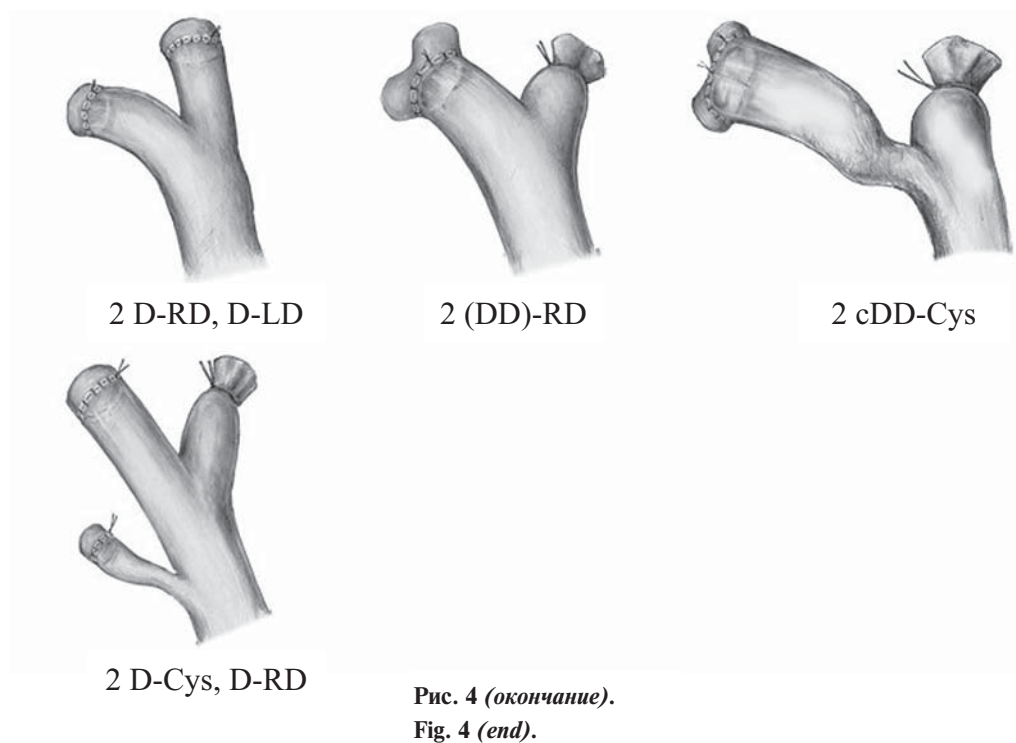 2 D-RD, D-LD
2 (DD)-RD
2 cDD-Cys
2 D-Cys, D-RD
Рис. 4 (окончание).
Fig. 4 (end).